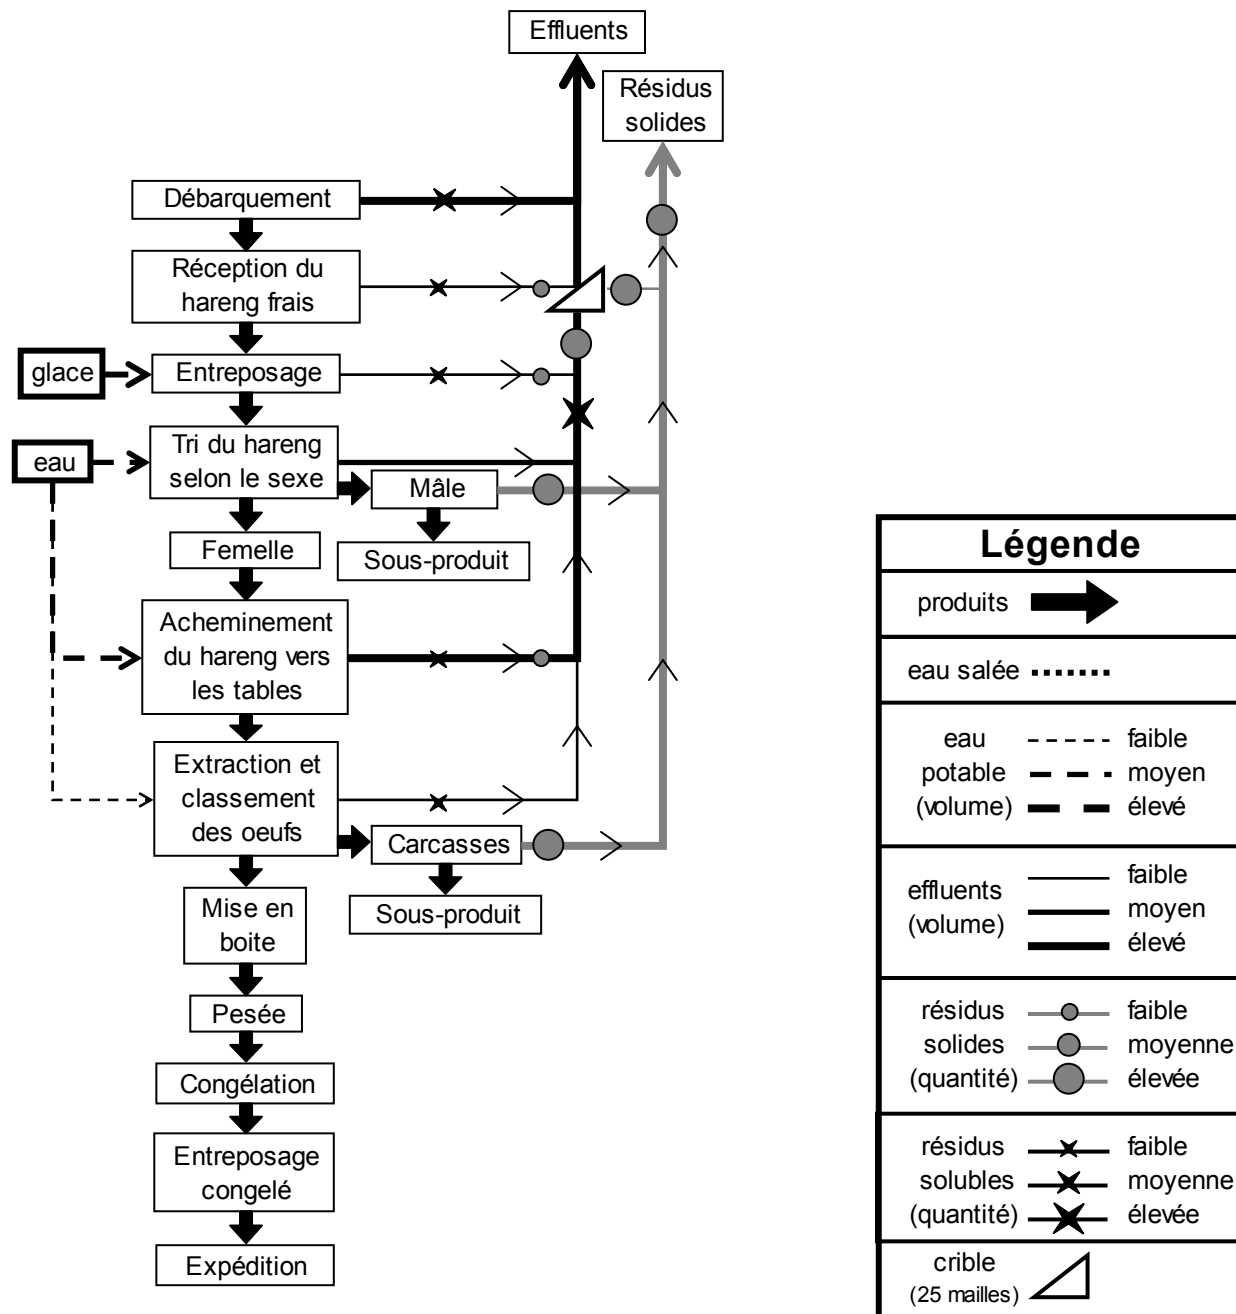 Effluents
Résidus
solides
Débarquement
Réception du
hareng frais
glace
Entreposage
eau
Tri du hareng
selon le sexe
Mâle
Sous-produit
Femelle
Acheminement
du hareng vers
les tables
Extraction et
classement
des oeufs
Carcasses
Sous-produit
Mise en
boite
Pesée
Congélation
Entreposage
congelé
Expédition
Légende
produits
eau salée
eau
potable
(volume)
faible
moyen
élevé
effluents
(volume)
faible
moyen
élevé
résidus
solides
(quantité)
faible
moyenne
élevée
résidus
solubles
(quantité)
faible
moyenne
élevée
crible
(25 mailles)